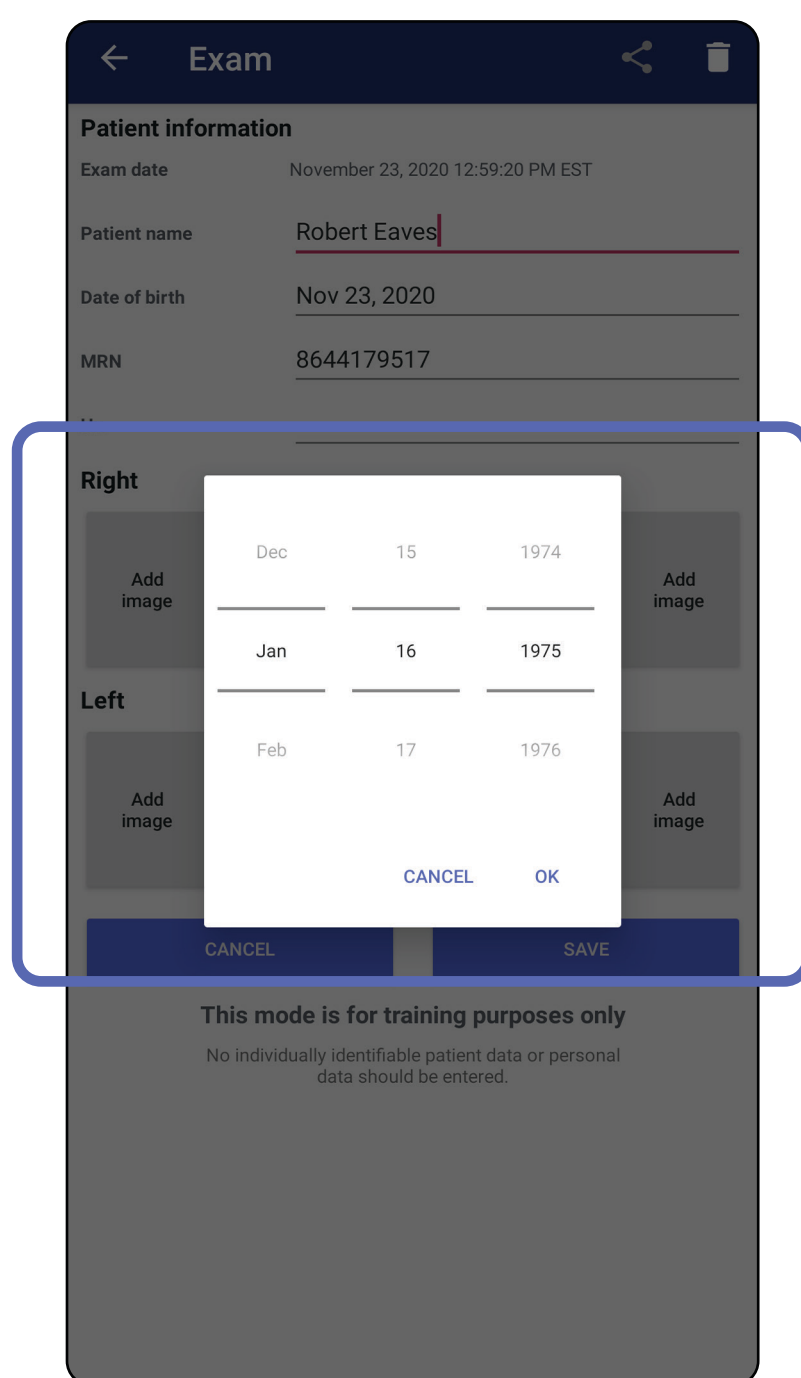 Exam
Patient information
Exam date November 23, 2020 12:59:20 PM EST
Patient name Robert Eaves
Date of birth Nov 23, 2020
MRN 8644179517
Right
Add
image
Add
image
Dec 15 1974
Jan 16 1975
Feb 17 1976
Left
Add
image
Add
image
CANCEL OK
CANCEL SAVE
This mode is for training purposes only
No individually identifiable patient data or personal
data should be entered.